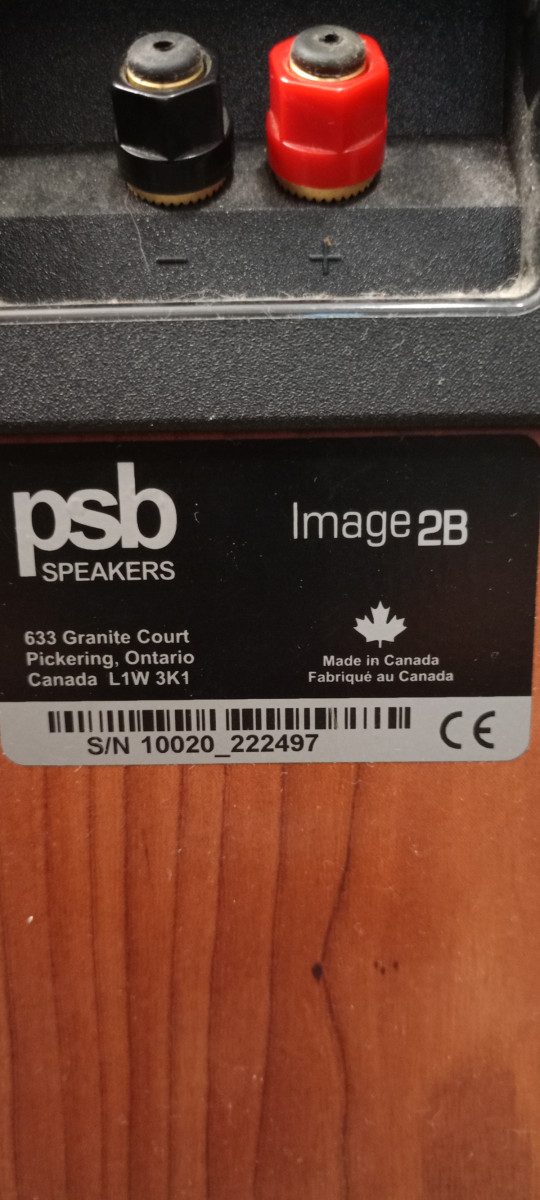 - +
psb
SPEAKERS
Image 2B
633 Granite Court
Pickering, Ontario
Canada L1W 3K1
Made in Canada
Fabriqué au Canada
S/N 10020_222497
CE